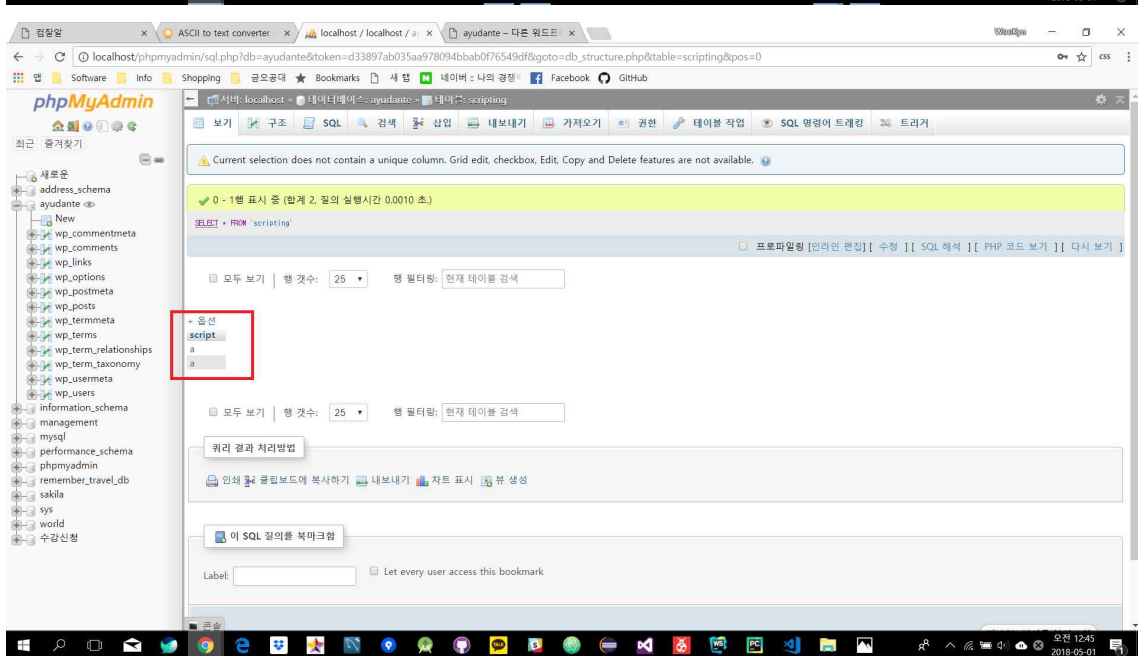 컴잘알
ASCII to text converter
localhost / localhost / a
ayudante – 다른 워드프
WooKyu
localhost/phpmyadmin/sql.php?db=ayudante&token=d33897ab035aa978094bbab0f76549df&goto=db_structure.php&table=scripting&pos=0
css
앱 Software Info Shopping 금오공대 Bookmarks 새 탭 네이버 :: 나의 경쟁 Facebook GitHub
phpMyAdmin
최근 즐겨찾기
새로운
address_schema
ayudante
New
wp_commentmeta
wp_comments
wp_links
wp_options
wp_postmeta
wp_posts
wp_termmeta
wp_terms
wp_term_relationships
wp_term_taxonomy
wp_usermeta
wp_users
information_schema
management
mysql
performance_schema
phpmyadmin
remember_travel_db
sakila
sys
world
수강신청
서버: localhost » 데이터베이스: ayudante » 테이블: scripting
보기 구조 SQL 검색 삽입 내보내기 가져오기 권한 테이블 작업 SQL 명령어 트래킹 트리거
Current selection does not contain a unique column. Grid edit, checkbox, Edit, Copy and Delete features are not available.
0 - 1행 표시 중 (합계 2, 질의 실행시간 0.0010 초.)
SELECT * FROM `scripting`
프로파일링 [인라인 편집] [ 수정 ] [ SQL 해석 ] [ PHP 코드 보기 ] [ 다시 보기 ]
모두 보기 | 행 갯수: 25 행 필터링: 현재 테이블 검색
+ 옵션
script
a
a
모두 보기 | 행 갯수: 25 행 필터링: 현재 테이블 검색
쿼리 결과 처리방법
인쇄 클립보드에 복사하기 내보내기 차트 표시 뷰 생성
이 SQL 질의를 북마크함
Label:
Let every user access this bookmark
콘솔
오전 12:45
2018-05-01